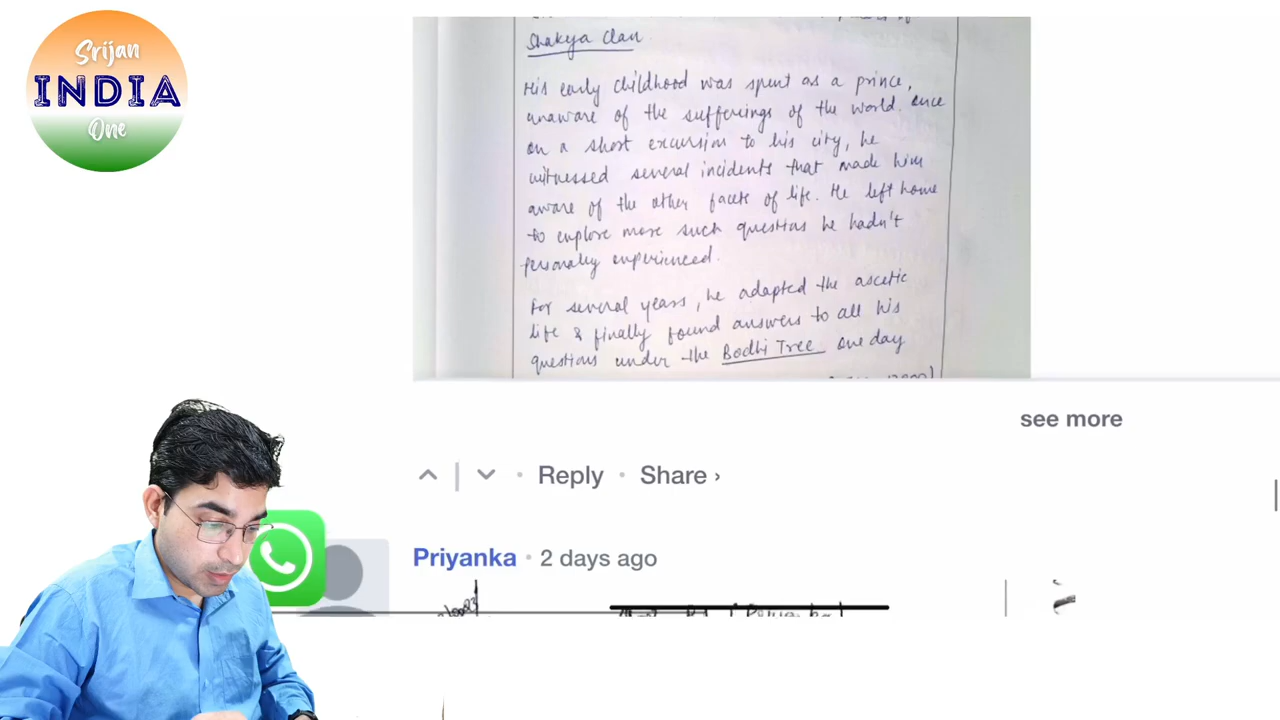 Srijan
INDIA
One
Shakya Clan.
His early childhood was spent as a prince,
unaware of the sufferings of the world. once
on a short excursion to his city, he
witnessed several incidents that made him
aware of the other facets of life. He left home
to explore more such questions he hadn't
personally experienced.
For several years, he adapted the ascetic
life & finally found answers to all his
questions under the Bodhi Tree one day
see more
Reply
Share ›
Priyanka
2 days ago